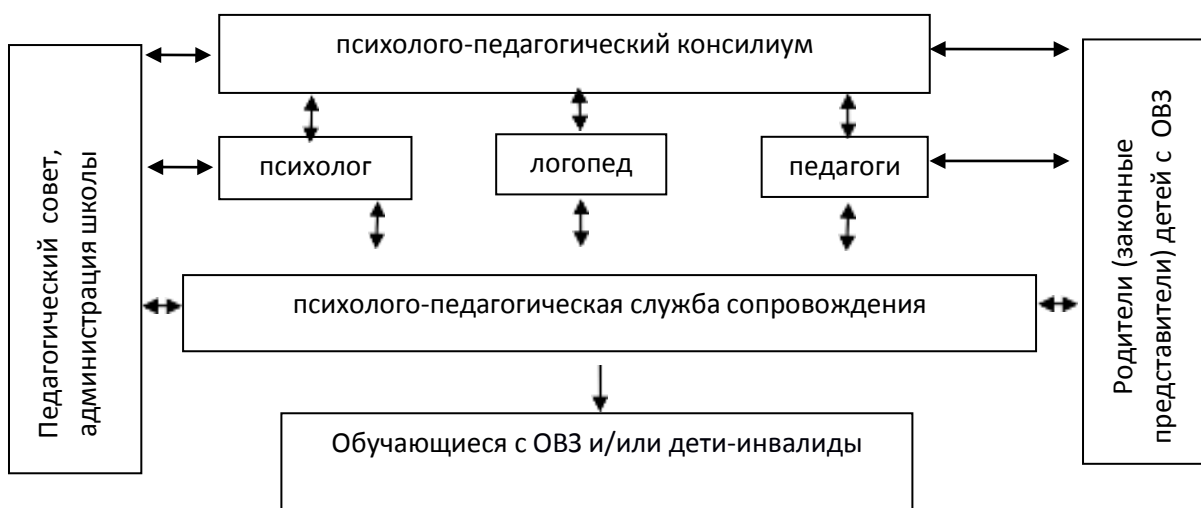 психолого-педагогический консилиум
Педагогический совет,
администрация школы
психолог
логопед
педагоги
Родители (законные
представители) детей с ОВЗ
психолого-педагогическая служба сопровождения
Обучающиеся с ОВЗ и/или дети-инвалиды